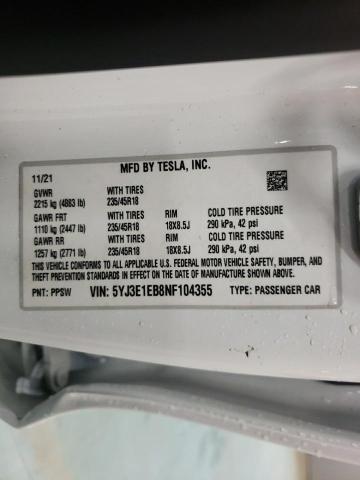 MFD BY TESLA, INC.
11/21
GVWR WITH TIRES
2215 kg (4883 lb) 235/45R18
GAWR FRT WITH TIRES RIM COLD TIRE PRESSURE
1110 kg (2447 lb) 235/45R18 18X8.5J 290 kPa, 42 psi
GAWR RR WITH TIRES RIM COLD TIRE PRESSURE
1257 kg (2771 lb) 235/45R18 18X8.5J 290 kPa, 42 psi
THIS VEHICLE CONFORMS TO ALL APPLICABLE U.S. FEDERAL MOTOR VEHICLE SAFETY, BUMPER, AND
THEFT PREVENTION STANDARDS IN EFFECT ON THE DATE OF MANUFACTURE SHOWN ABOVE.
PNT: PPSW VIN: 5YJ3E1EB8NF104355 TYPE: PASSENGER CAR